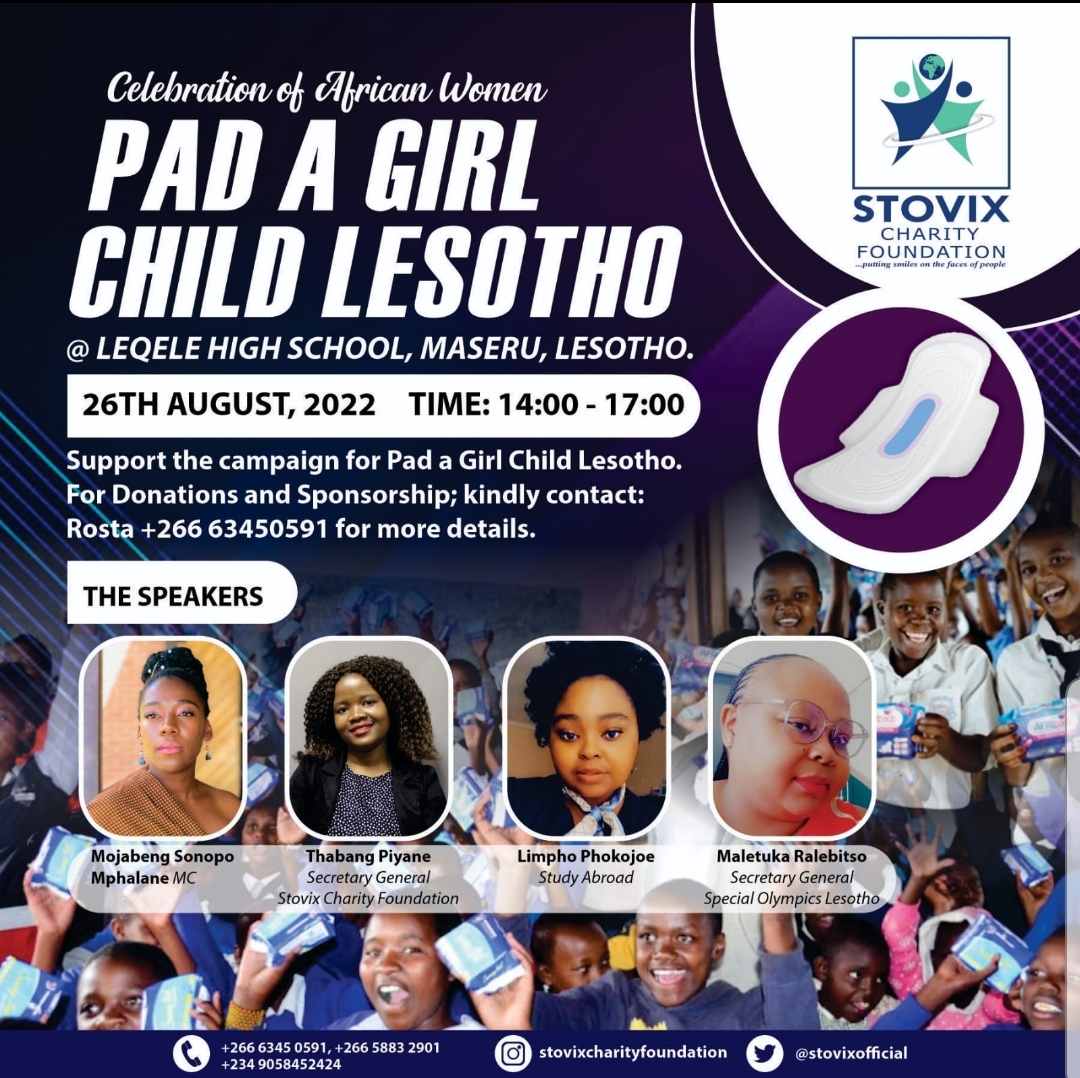 Celebration of African Women
PAD A GIRL
CHILD LESOTHO
@ LEQELE HIGH SCHOOL, MASERU, LESOTHO.
26TH AUGUST, 2022 TIME: 14:00 - 17:00
Support the campaign for Pad a Girl Child Lesotho.
For Donations and Sponsorship; kindly contact:
Rosta +266 63450591 for more details.
STOVIX
CHARITY
FOUNDATION
...putting smiles on the faces of people
THE SPEAKERS
Mojabeng Sonopo
Mphalane MC
Thabang Piyane
Secretary General
Stovix Charity Foundation
Limpho Phokojoe
Study Abroad
Maletuka Ralebitso
Secretary General
Special Olympics Lesotho
+266 6345 0591, +266 5883 2901
+234 9058452424
stovixcharityfoundation
@stovixofficial